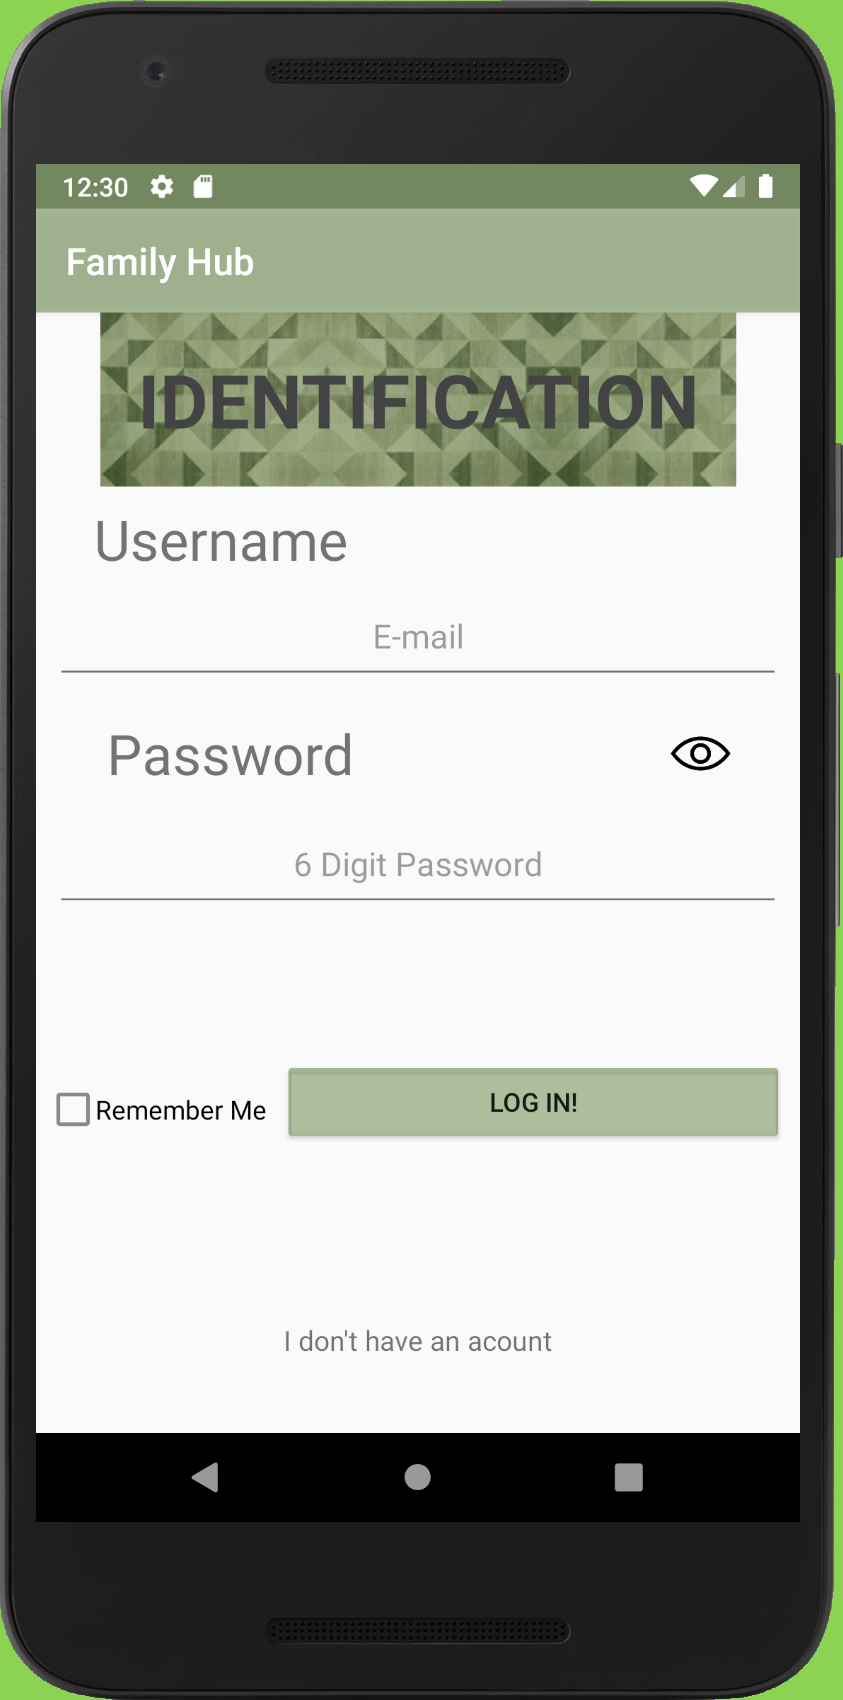 12:30
Family Hub
IDENTIFICATION
Username
E-mail
Password
6 Digit Password
Remember Me
LOG IN!
I don't have an acount